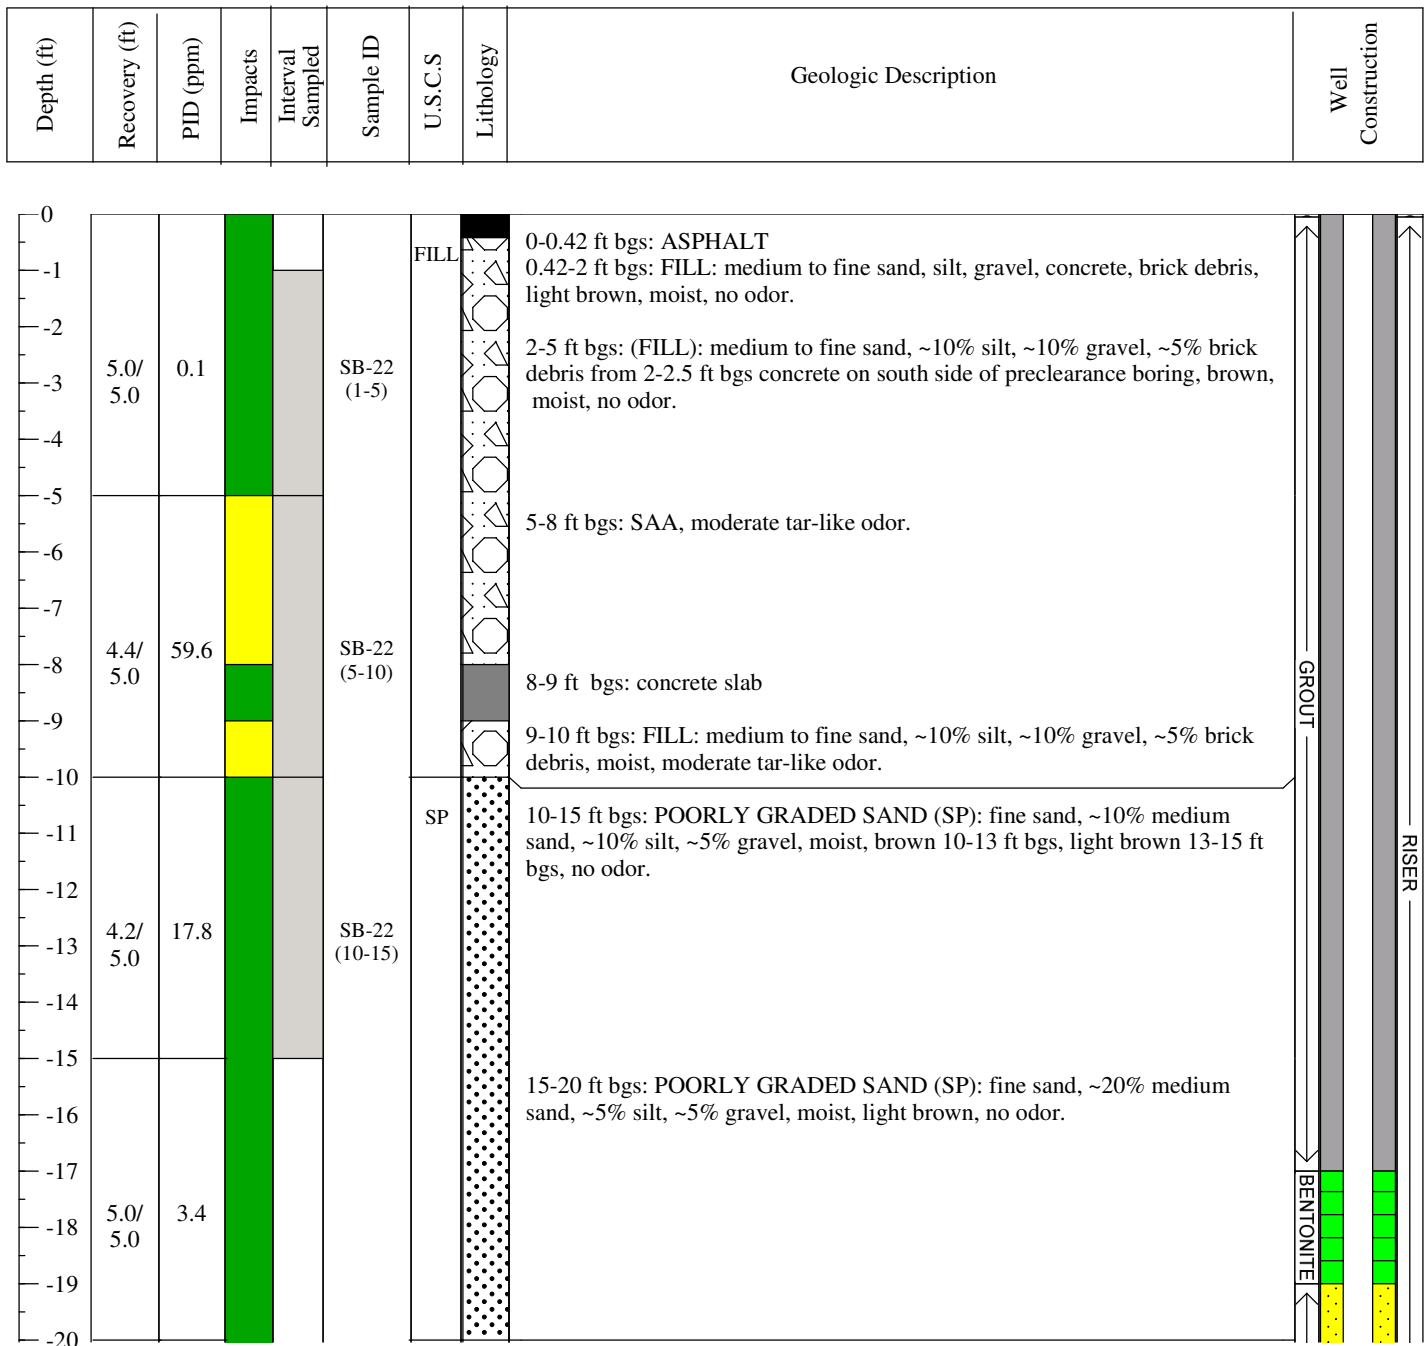 Depth (ft)
Recovery (ft)
PID (ppm)
Impacts
Interval
Sampled
Sample ID
U.S.C.S
Lithology
Geologic Description
Well
Construction
0
-1
-2
-3
-4
-5
-6
-7
-8
-9
-10
-11
-12
-13
-14
-15
-16
-17
-18
-19
-20
5.0/
5.0
0.1
SB-22
(1-5)
FILL
0-0.42 ft bgs: ASPHALT
0.42-2 ft bgs: FILL: medium to fine sand, silt, gravel, concrete, brick debris,
light brown, moist, no odor.
2-5 ft bgs: (FILL): medium to fine sand, ~10% silt, ~10% gravel, ~5% brick
debris from 2-2.5 ft bgs concrete on south side of preclearance boring, brown,
moist, no odor.
4.4/
5.0
59.6
SB-22
(5-10)
5-8 ft bgs: SAA, moderate tar-like odor.
8-9 ft bgs: concrete slab
9-10 ft bgs: FILL: medium to fine sand, ~10% silt, ~10% gravel, ~5% brick
debris, moist, moderate tar-like odor.
4.2/
5.0
17.8
SB-22
(10-15)
SP
10-15 ft bgs: POORLY GRADED SAND (SP): fine sand, ~10% medium
sand, ~10% silt, ~5% gravel, moist, brown 10-13 ft bgs, light brown 13-15 ft
bgs, no odor.
5.0/
5.0
3.4
15-20 ft bgs: POORLY GRADED SAND (SP): fine sand, ~20% medium
sand, ~5% silt, ~5% gravel, moist, light brown, no odor.
GROUT
RISER
BENTONITE